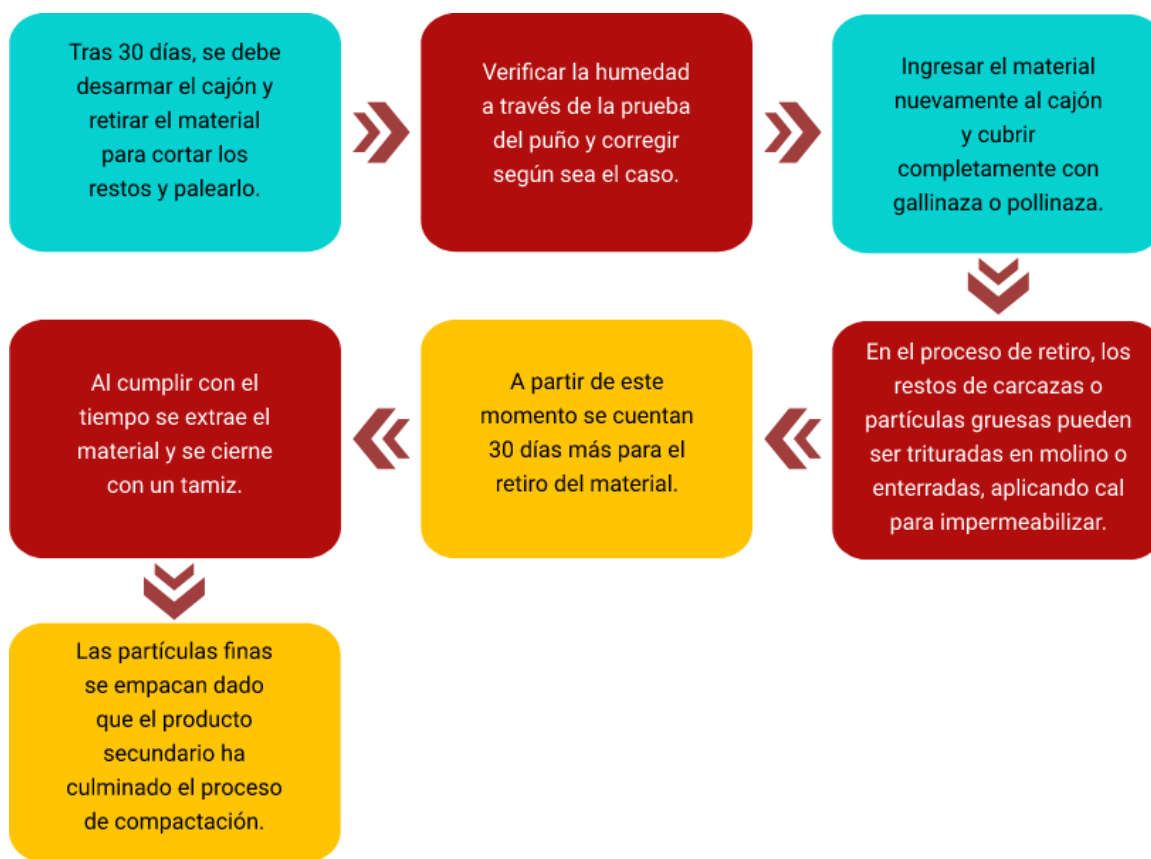 Tras 30 días, se debe
desarmar el cajón y
retirar el material
para cortar los
restos y palearlo.
Verificar la humedad
a través de la prueba
del puño y corregir
según sea el caso.
Ingresar el material
nuevamente al cajón
y cubrir
completamente con
gallinaza o pollinaza.
En el proceso de retiro, los
restos de carcazas o
partículas gruesas pueden
ser trituradas en molino o
enterradas, aplicando cal
para impermeabilizar.
A partir de este
momento se cuentan
30 días más para el
retiro del material.
Al cumplir con el
tiempo se extrae el
material y se cierne
con un tamiz.
Las partículas finas
se empacan dado
que el producto
secundario ha
culminado el proceso
de compactación.